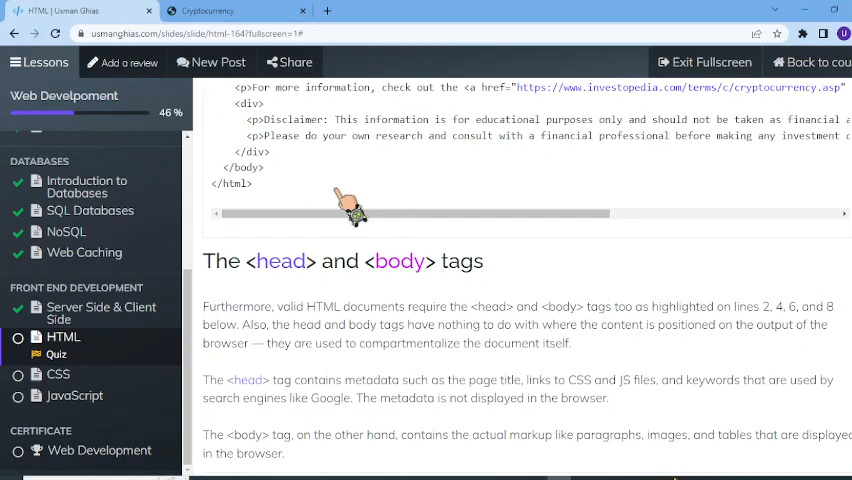 HTML | Usman Ghias
Cryptocurrency
usmanghias.com/slides/slide/html-164?fullscreen=1#
U
Lessons
Add a review
New Post
Share
Exit Fullscreen
Back to cou
Web Develpoment
46 %
DATABASES
Introduction to
Databases
SQL Databases
NoSQL
Web Caching
FRONT END DEVELOPMENT
Server Side & Client
Side
HTML
Quiz
CSS
JavaScript
CERTIFICATE
Web Development
<p>For more information, check out the <a href="https://www.investopedia.com/terms/c/cryptocurrency.asp"
<div>
<p>Disclaimer: This information is for educational purposes only and should not be taken as financial a
<p>Please do your own research and consult with a financial professional before making any investment c
</div>
</body>
</html>
The <head> and <body> tags
Furthermore, valid HTML documents require the <head> and <body> tags too as highlighted on lines 2, 4, 6, and 8
below. Also, the head and body tags have nothing to do with where the content is positioned on the output of the
browser — they are used to compartmentalize the document itself.
The <head> tag contains metadata such as the page title, links to CSS and JS files, and keywords that are used by
search engines like Google. The metadata is not displayed in the browser.
The <body> tag, on the other hand, contains the actual markup like paragraphs, images, and tables that are displayed
in the browser.